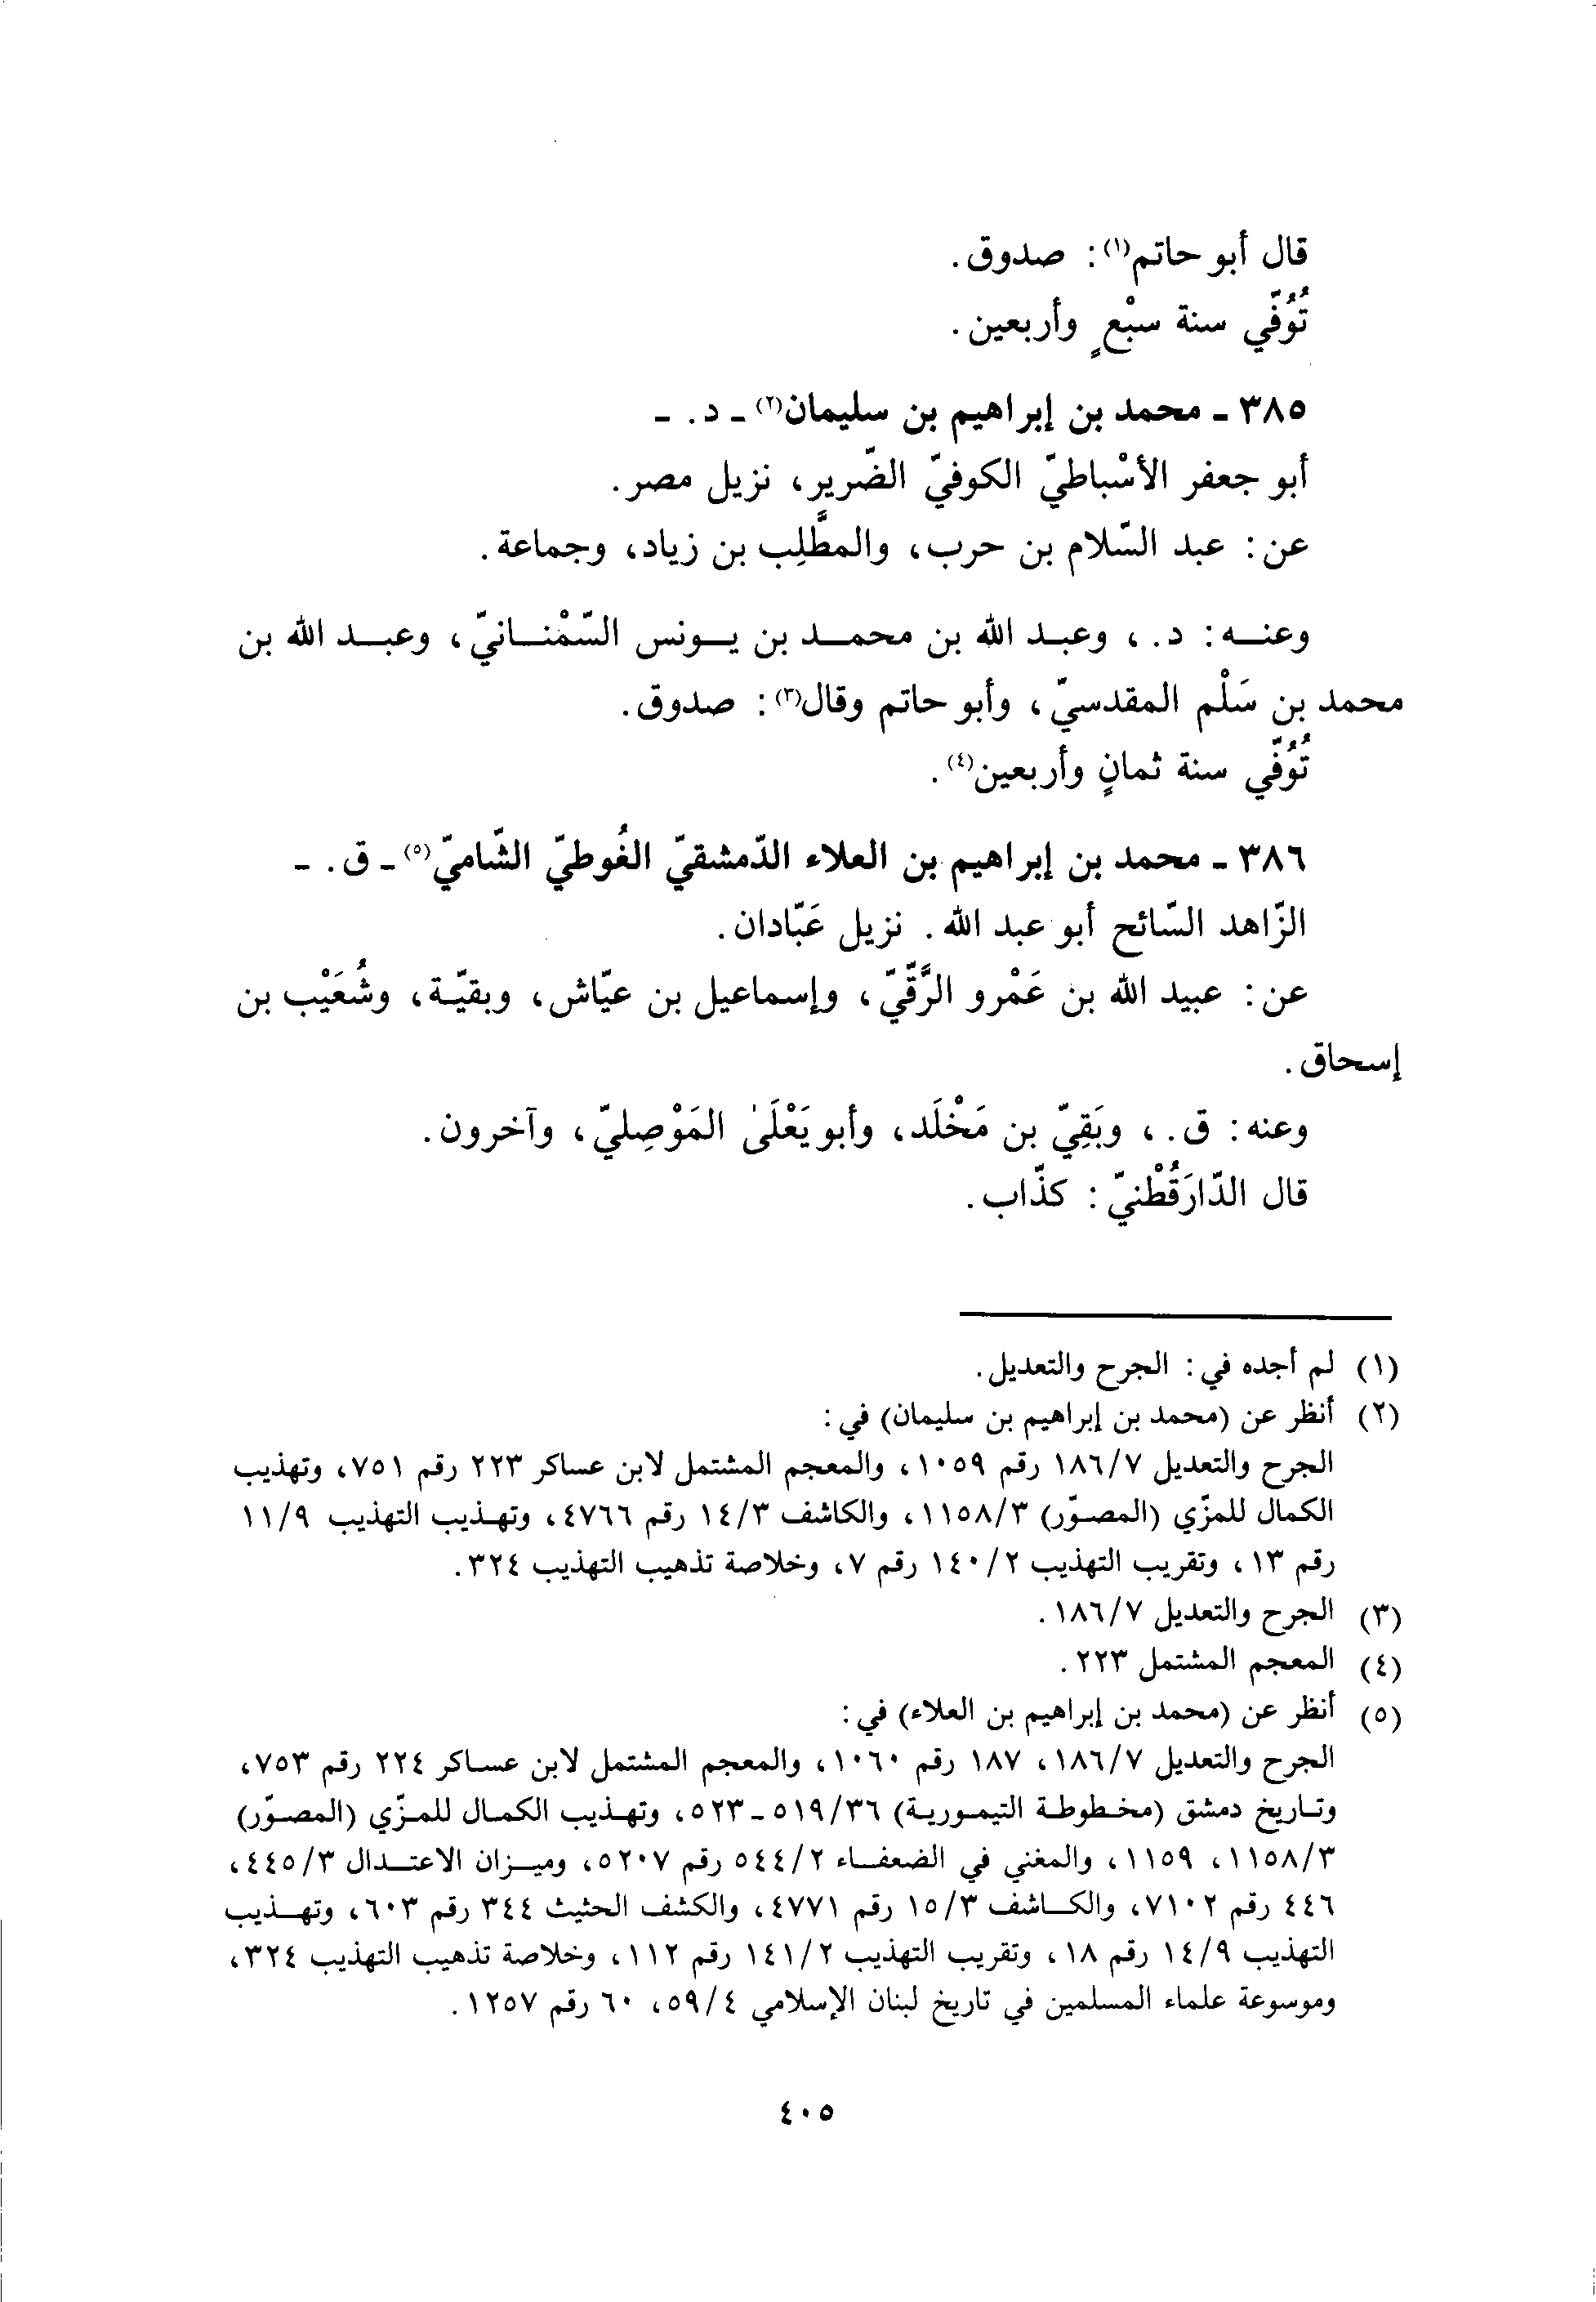 قال أبو حاتم(١): صدوق.
تُوُفّي سنة سبْعٍ وأربعين.
٣٨٥ - محمد بن إبراهيم بن سليمان(٢) - د. -
أبو جعفر الأسْباطيّ الكوفيّ الضّرير، نزيل مصر.
عن: عبد السّلام بن حرب، والمطَّلِب بن زياد، وجماعة.
وعنه: د.، وعبد الله بن محمد بن يونس السّمْنانيّ، وعبد الله بن
محمد بن سَلْم المقدسيّ، وأبو حاتم وقال(٣): صدوق.
تُوُفّي سنة ثمانٍ وأربعين(٤).
٣٨٦ - محمد بن إبراهيم بن العلاء الدّمشقيّ الغُوطيّ الشّاميّ(٥) - ق. -
الزّاهد السّائح أبو عبد الله. نزيل عَبّادان.
عن: عبيد الله بن عَمْرو الرَّقّيّ، وإسماعيل بن عيّاش، وبقيّة، وشُعَيْب بن
إسحاق.
وعنه: ق.، وبَقِيّ بن مَخْلَد، وأبو يَعْلَىٰ المَوْصِليّ، وآخرون.
قال الدّارَقُطْنيّ: كذّاب.
(١) لم أجده في: الجرح والتعديل.
(٢) أنظر عن (محمد بن إبراهيم بن سليمان) في:
الجرح والتعديل ١٨٦/٧ رقم ١٠٥٩، والمعجم المشتمل لابن عساكر ٢٢٣ رقم ٧٥١، وتهذيب
الكمال للمزّي (المصوّر) ١١٥٨/٣، والكاشف ١٤/٣ رقم ٤٧٦٦، وتهذيب التهذيب ١١/٩
رقم ١٣، وتقريب التهذيب ١٤٠/٢ رقم ٧، وخلاصة تذهيب التهذيب ٣٢٤.
(٣) الجرح والتعديل ١٨٦/٧.
(٤) المعجم المشتمل ٢٢٣.
(٥) أنظر عن (محمد بن إبراهيم بن العلاء) في:
الجرح والتعديل ١٨٦/٧، ١٨٧ رقم ١٠٦٠، والمعجم المشتمل لابن عساكر ٢٢٤ رقم ٧٥٣،
وتاريخ دمشق (مخطوطة التيمورية) ٥١٩/٣٦ - ٥٢٣، وتهذيب الكمال للمزّي (المصوّر)
١١٥٨/٣، ١١٥٩، والمغني في الضعفاء ٥٤٤/٢ رقم ٥٢٠٧، وميزان الاعتدال ٤٤٥/٣،
٤٤٦ رقم ٧١٠٢، والكاشف ١٥/٣ رقم ٤٧٧١، والكشف الحثيث ٣٤٤ رقم ٦٠٣، وتهذيب
التهذيب ١٤/٩ رقم ١٨، وتقريب التهذيب ١٤١/٢ رقم ١١٢، وخلاصة تذهيب التهذيب ٣٢٤،
وموسوعة علماء المسلمين في تاريخ لبنان الإسلامي ٥٩/٤، ٦٠ رقم ١٢٥٧.
٤٠٥